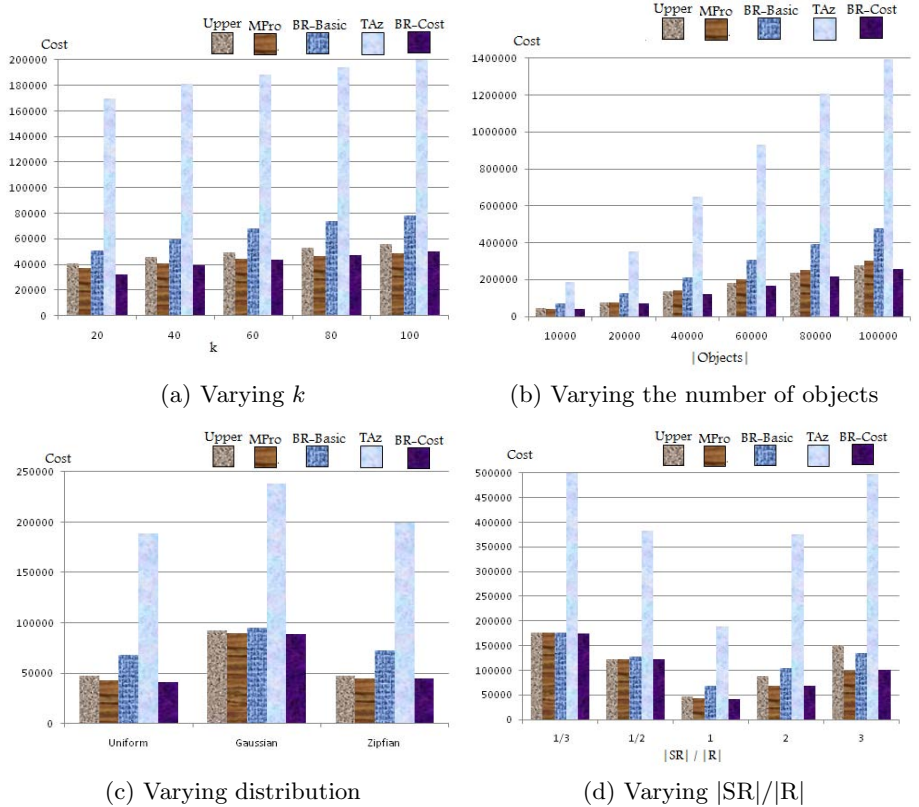 Upper MPro BR-Basic TAz BR-Cost
Cost
200000
180000
160000
140000
120000
100000
80000
60000
40000
20000
0
20 40 60 80 100
k
(a) Varying k
Upper MPro BR-Basic TAz BR-Cost
Cost
1400000
1200000
1000000
800000
600000
400000
200000
0
10000 20000 40000 60000 80000 100000
|Objects|
(b) Varying the number of objects
Upper MPro BR-Basic TAz BR-Cost
Cost
250000
200000
150000
100000
50000
0
Uniform Gaussian Zipfian
(c) Varying distribution
Upper MPro BR-Basic TAz BR-Cost
Cost
500000
450000
400000
350000
300000
250000
200000
150000
100000
50000
0
1/3 1/2 1 2 3
|SR| / |R|
(d) Varying |SR|/|R|